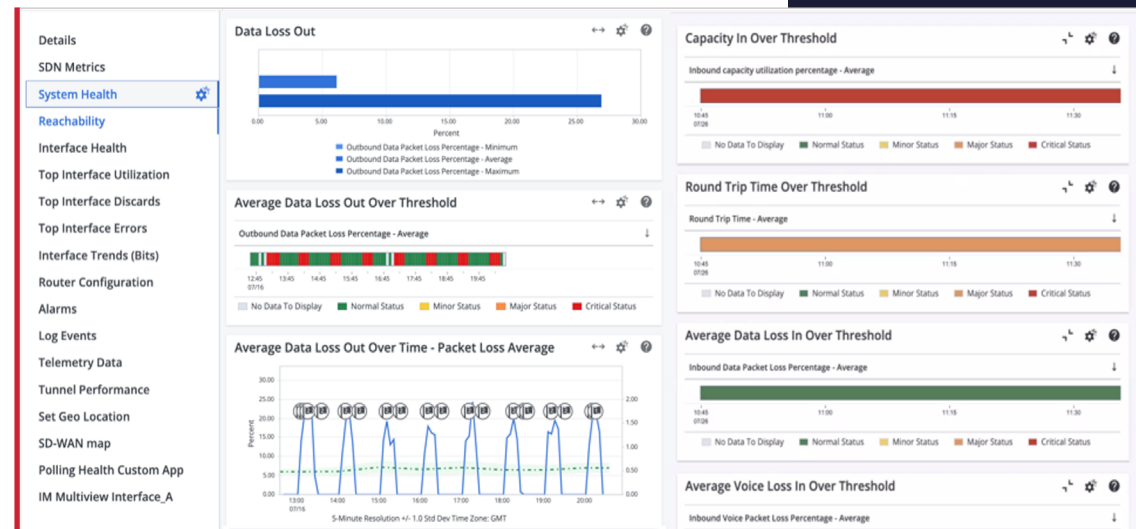 Details
SDN Metrics
System Health
Reachability
Interface Health
Top Interface Utilization
Top Interface Discards
Top Interface Errors
Interface Trends (Bits)
Router Configuration
Alarms
Log Events
Telemetry Data
Tunnel Performance
Set Geo Location
SD-WAN map
Polling Health Custom App
IM Multiview Interface_A
Data Loss Out
0.00 5.00 10.00 15.00 20.00 25.00 30.00
Percent
Outbound Data Packet Loss Percentage - Minimum
Outbound Data Packet Loss Percentage - Average
Outbound Data Packet Loss Percentage - Maximum
Average Data Loss Out Over Threshold
Outbound Data Packet Loss Percentage - Average
12:45 13:45 14:45 15:45 16:45 17:45 18:45 19:45
07/16
No Data To Display Normal Status Minor Status Major Status Critical Status
Average Data Loss Out Over Time - Packet Loss Average
30.00
25.00
20.00
15.00
10.00
5.00
0.00
Percent
2.00
1.50
1.00
0.50
0.00
13:00 14:00 15:00 16:00 17:00 18:00 19:00 20:00
07/16
5-Minute Resolution +/- 1.0 Std Dev Time Zone: GMT
Capacity In Over Threshold
Inbound capacity utilization percentage - Average
10:45 11:00 11:15 11:30
07/26
No Data To Display Normal Status Minor Status Major Status Critical Status
Round Trip Time Over Threshold
Round Trip Time - Average
10:45 11:00 11:15 11:30
07/26
No Data To Display Normal Status Minor Status Major Status Critical Status
Average Data Loss In Over Threshold
Inbound Data Packet Loss Percentage - Average
10:45 11:00 11:15 11:30
07/26
No Data To Display Normal Status Minor Status Major Status Critical Status
Average Voice Loss In Over Threshold
Inbound Voice Packet Loss Percentage - Average